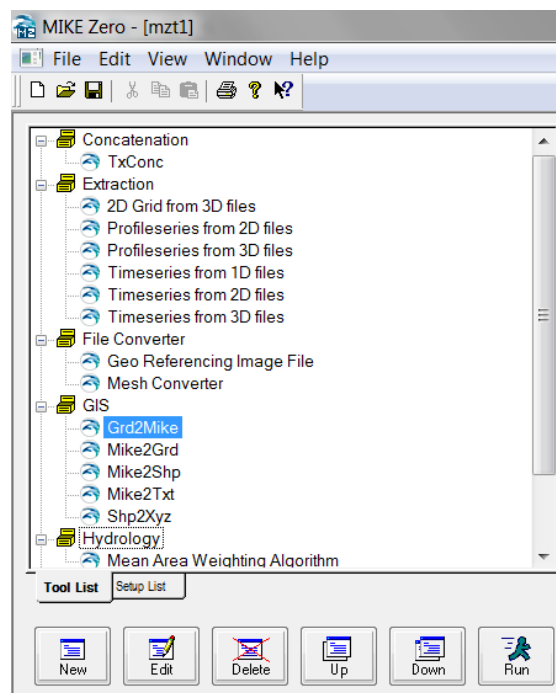 MIKE Zero - [mzt1]
File Edit View Window Help
Concatenation
TxConc
Extraction
2D Grid from 3D files
Profileseries from 2D files
Profileseries from 3D files
Timeseries from 1D files
Timeseries from 2D files
Timeseries from 3D files
File Converter
Geo Referencing Image File
Mesh Converter
GIS
Grd2Mike
Mike2Grd
Mike2Shp
Mike2Txt
Shp2Xyz
Hydrology
Mean Area Weighting Algorithm
Tool List Setup List
New Edit Delete Up Down Run